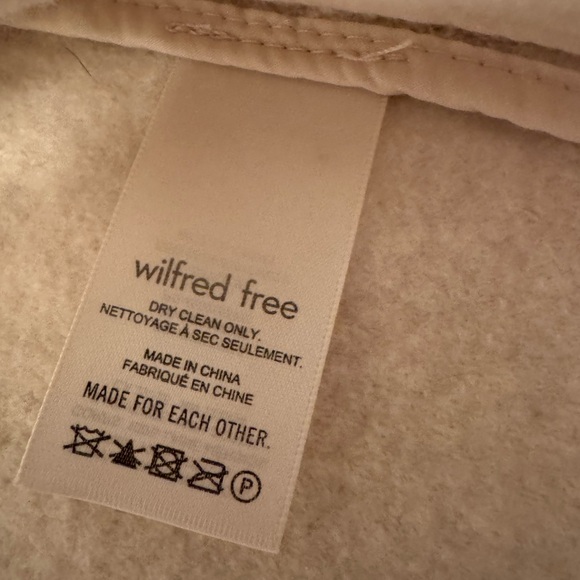 wilfred free
DRY CLEAN ONLY.
NETTOYAGE À SEC SEULEMENT.
MADE IN CHINA
FABRIQUÉ EN CHINE
MADE FOR EACH OTHER.
P